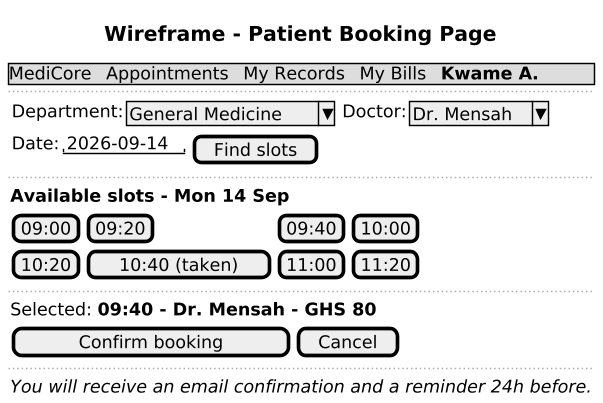 Wireframe - Patient Booking Page
MediCore Appointments My Records My Bills Kwame A.
Department: General Medicine ▼ Doctor: Dr. Mensah ▼
Date: 2026-09-14 Find slots
Available slots - Mon 14 Sep
09:00 09:20 09:40 10:00
10:20 10:40 (taken) 11:00 11:20
Selected: 09:40 - Dr. Mensah - GHS 80
Confirm booking Cancel
You will receive an email confirmation and a reminder 24h before.